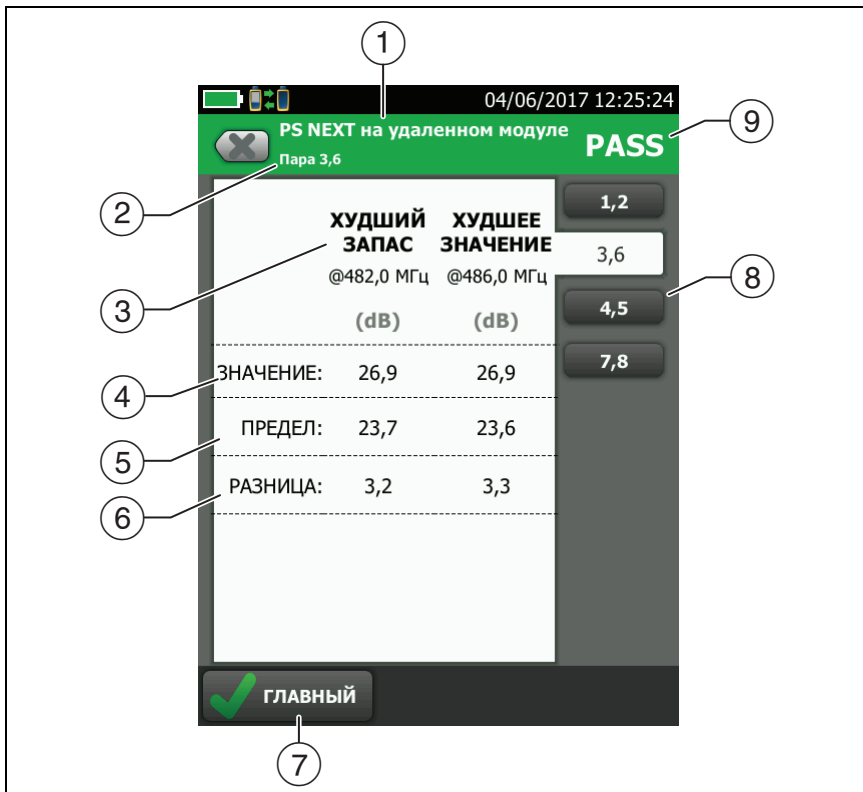 1
04/06/2017 12:25:24
PS NEXT на удаленном модуле
PASS
9
Пара 3,6
2
1,2
ХУДШИЙ ЗАПАС
ХУДШЕЕ ЗНАЧЕНИЕ
3,6
@482,0 МГц
@486,0 МГц
8
3
(dB)
(dB)
4,5
ЗНАЧЕНИЕ:
26,9
26,9
7,8
4
ПРЕДЕЛ:
23,7
23,6
5
РАЗНИЦА:
3,2
3,3
6
ГЛАВНЫЙ
7